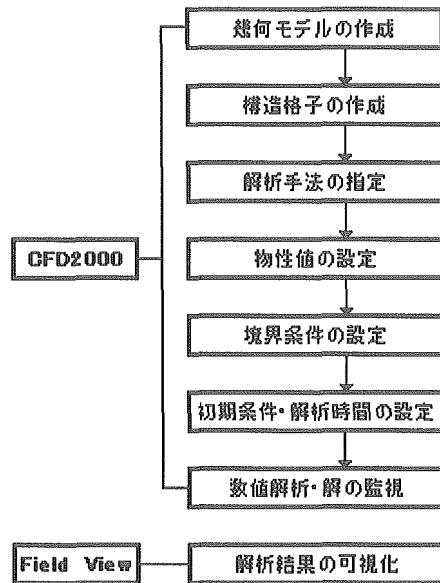 幾何モデルの作成
構造格子の作成
解析手法の指定
CFD2000
物性値の設定
境界条件の設定
初期条件・解析時間の設定
数値解析・解の監視
Field View
解析結果の可視化